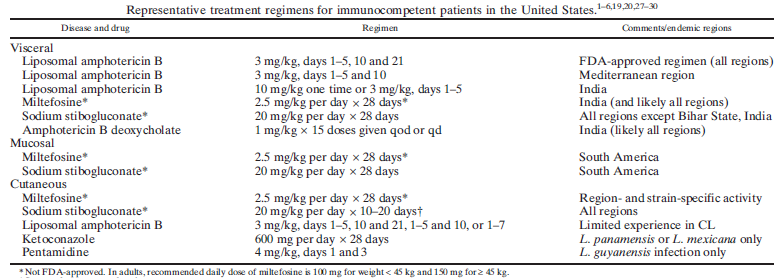 Representative treatment regimens for immunocompetent patients in the United States.1–6,19,20,27–30
Disease and drug Regimen Comments/endemic regions
Visceral
Liposomal amphotericin B 3 mg/kg, days 1–5, 10 and 21 FDA-approved regimen (all regions)
Liposomal amphotericin B 3 mg/kg, days 1–5 and 10 Mediterranean region
Liposomal amphotericin B 10 mg/kg one time or 3 mg/kg, days 1–5 India
Miltefosine* 2.5 mg/kg per day × 28 days* India (and likely all regions)
Sodium stibogluconate* 20 mg/kg per day × 28 days All regions except Bihar State, India
Amphotericin B deoxycholate 1 mg/kg × 15 doses given qod or qd India (likely all regions)
Mucosal
Miltefosine* 2.5 mg/kg per day × 28 days* South America
Sodium stibogluconate* 20 mg/kg per day × 28 days South America
Cutaneous
Miltefosine* 2.5 mg/kg per day × 28 days* Region- and strain-specific activity
Sodium stibogluconate* 20 mg/kg per day × 10–20 days† All regions
Liposomal amphotericin B 3 mg/kg, days 1–5, 10 and 21, 1–5 and 10, or 1–7 Limited experience in CL
Ketoconazole 600 mg per day × 28 days L. panamensis or L. mexicana only
Pentamidine 4 mg/kg, days 1 and 3 L. guyanensis infection only
*Not FDA-approved. In adults, recommended daily dose of miltefosine is 100 mg for weight < 45 kg and 150 mg for ≥ 45 kg.